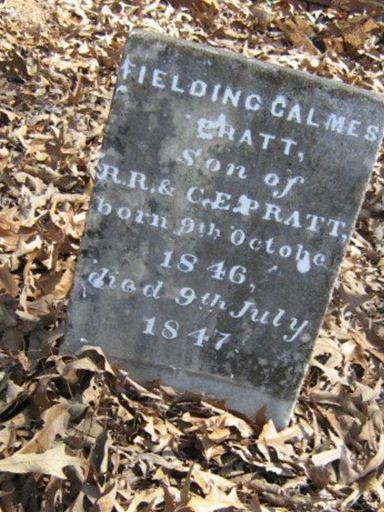 FIELDING CALMES
PRATT,
son of
R.R. & C.E. PRATT,
born 9th Octobe
1846,
died 9th July
1847